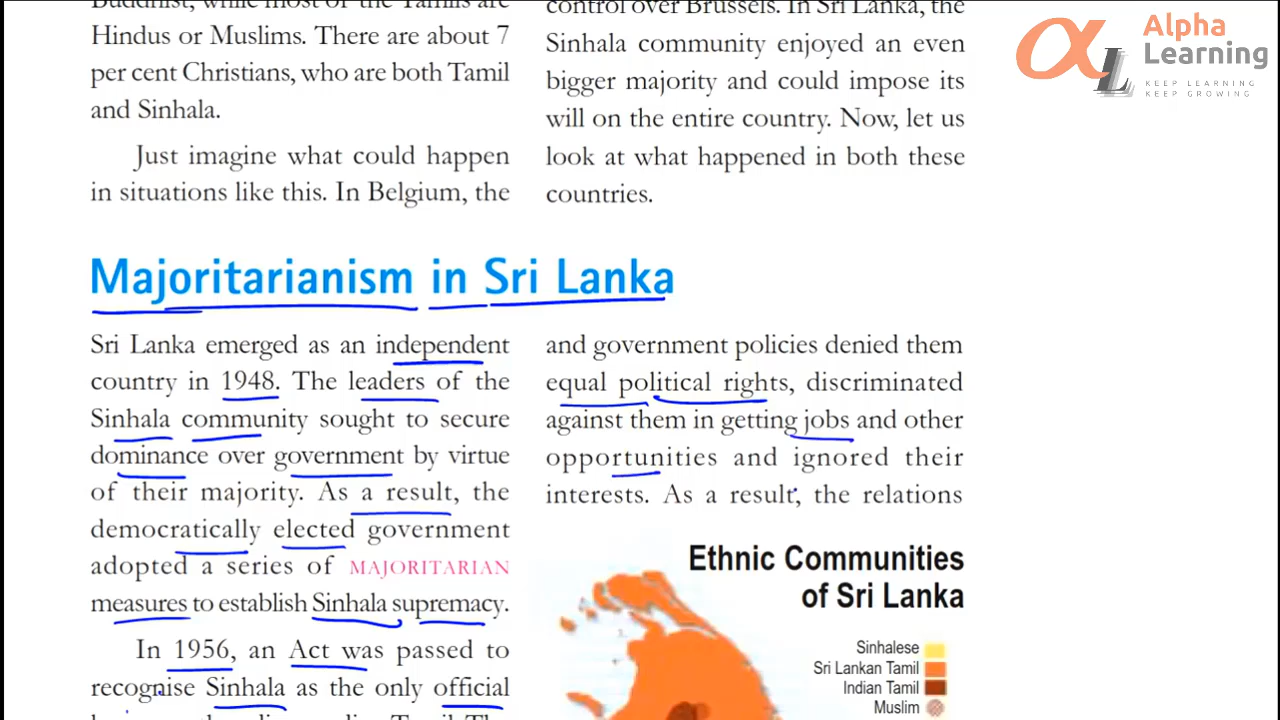 Buddhist, while most of the Tamils are
Hindus or Muslims. There are about 7
per cent Christians, who are both Tamil
and Sinhala.
Just imagine what could happen
in situations like this. In Belgium, the
control over Brussels. In Sri Lanka, the
Sinhala community enjoyed an even
bigger majority and could impose its
will on the entire country. Now, let us
look at what happened in both these
countries.
Alpha
Learning
KEEP LEARNING
KEEP GROWING
Majoritarianism in Sri Lanka
Sri Lanka emerged as an independent
country in 1948. The leaders of the
Sinhala community sought to secure
dominance over government by virtue
of their majority. As a result, the
democratically elected government
adopted a series of MAJORITARIAN
measures to establish Sinhala supremacy.
In 1956, an Act was passed to
recognise Sinhala as the only official
and government policies denied them
equal political rights, discriminated
against them in getting jobs and other
opportunities and ignored their
interests. As a result, the relations
Ethnic Communities
of Sri Lanka
Sinhalese
Sri Lankan Tamil
Indian Tamil
Muslim